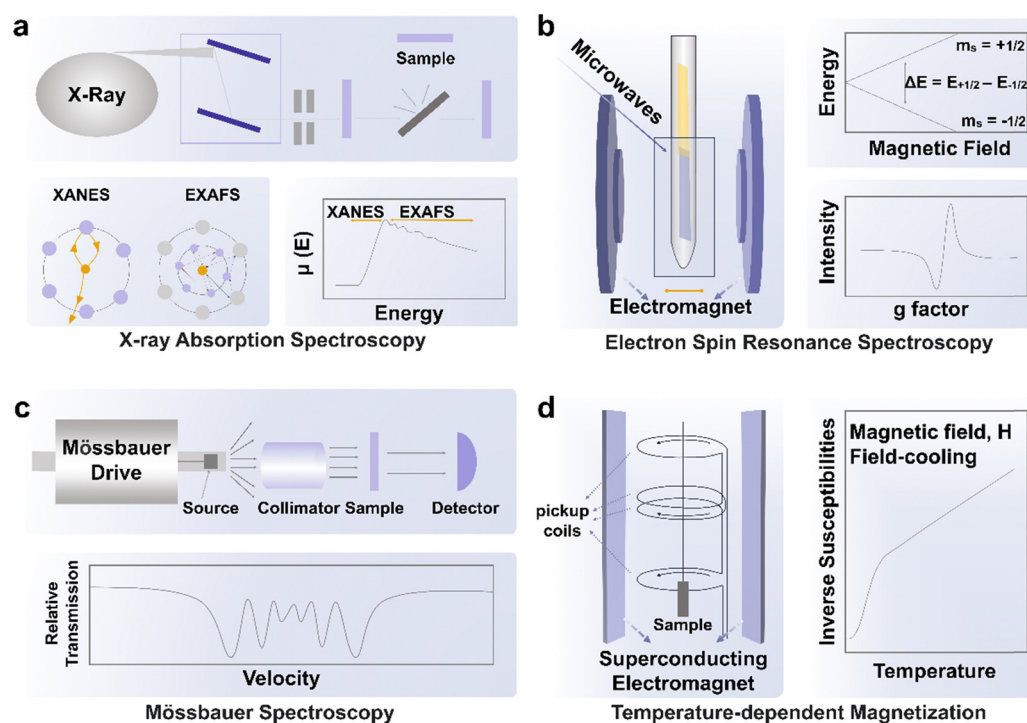 a
X-Ray
Sample
XANES
EXAFS
XANES
EXAFS
μ (E)
Energy
X-ray Absorption Spectroscopy
b
Microwaves
Electromagnet
Energy
mₛ = +1/2
ΔE = E₊₁/₂ – E₋₁/₂
mₛ = -1/2
Magnetic Field
Intensity
g factor
Electron Spin Resonance Spectroscopy
c
Mössbauer
Drive
Source
Collimator
Sample
Detector
Relative
Transmission
Velocity
Mössbauer Spectroscopy
d
pickup
coils
Sample
Superconducting
Electromagnet
Inverse Susceptibilities
Magnetic field, H
Field-cooling
Temperature
Temperature-dependent Magnetization